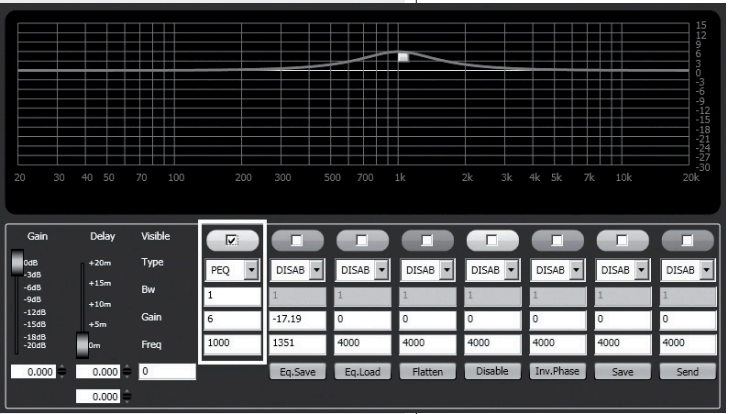 15
12
9
6
3
0
-3
-6
-9
-12
-15
-18
-21
-24
-27
-30
20 30 40 50 70 100 200 300 500 700 1k 2k 3k 4k 5k 7k 10k 20k
Gain Delay Visible
0dB +20m Type PEQ DISAB DISAB DISAB DISAB DISAB DISAB DISAB
-3dB
-6dB +15m Bw 1 1 1 1 1 1 1 1
-9dB +10m
-12dB Gain 6 -17.19 0 0 0 0 0 0
-15dB +5m
-18dB
-20dB 0m Freq 1000 1351 4000 4000 4000 4000 4000 4000
0.000 0.000 0 Eq.Save Eq.Load Flatten Disable Inv.Phase Save Send
0.000